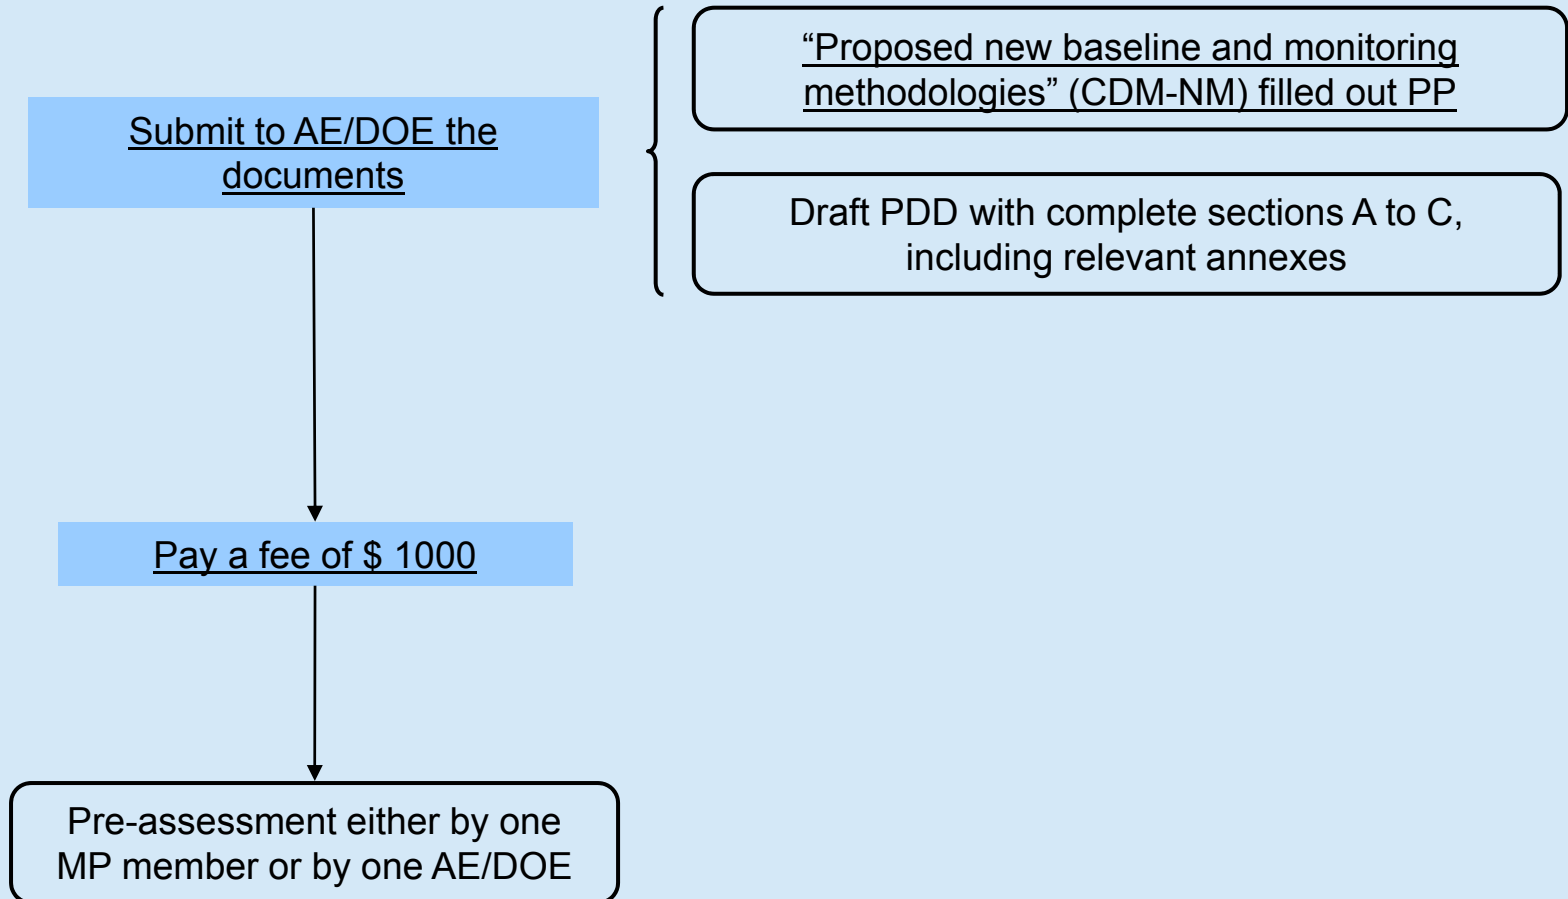 “Proposed new baseline and monitoring
methodologies” (CDM-NM) filled out PP
Submit to AE/DOE the
documents
Draft PDD with complete sections A to C,
including relevant annexes
Pay a fee of $ 1000
Pre-assessment either by one
MP member or by one AE/DOE